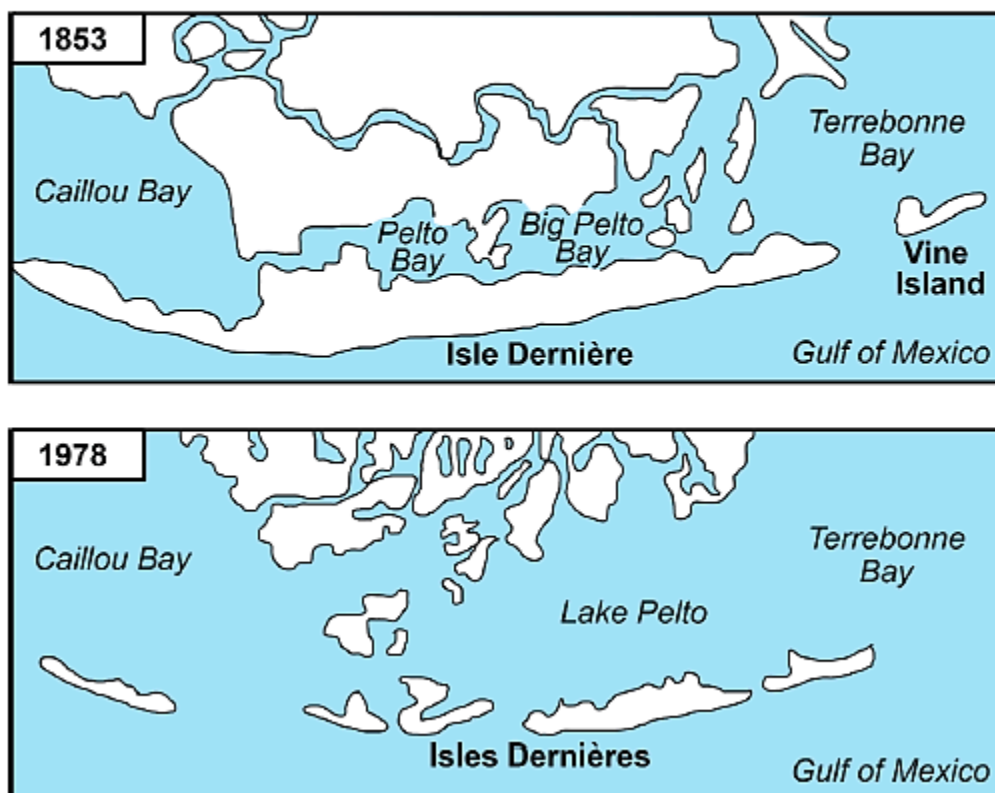 1853
Terrebonne
Bay
Caillou Bay
Pelto
Bay
Big Pelto
Bay
Vine
Island
Isle Dernière
Gulf of Mexico
1978
Caillou Bay
Terrebonne
Bay
Lake Pelto
Isles Dernières
Gulf of Mexico